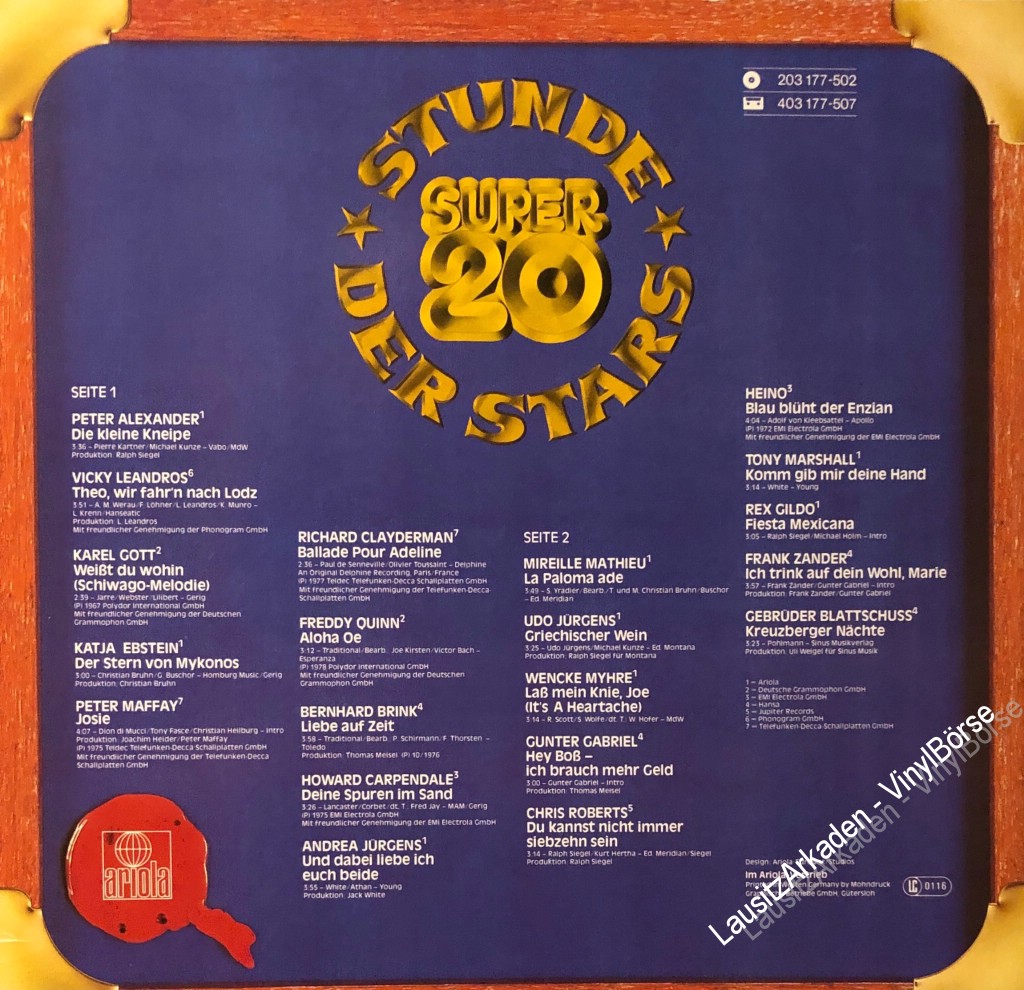 203 177-502
403 177-507
STUNDE
SUPER
20
DER STARS
SEITE 1
PETER ALEXANDER¹
Die kleine Kneipe
3:36 – Pierre Kartner/Michael Kunze – Vabo/MdW
Produktion: Ralph Siegel
VICKY LEANDROS⁶
Theo, wir fahr'n nach Lodz
3:51 – A. M. Werau/F. Löhner/L. Leandros/K. Munro –
L. Krenn/Hanseatic
Produktion: L. Leandros
Mit freundlicher Genehmigung der Phonogram GmbH
KAREL GOTT²
Weißt du wohin
(Schiwago-Melodie)
2:39 – Jarre/Webster/Lilibert – Gerig
(P) 1967 Polydor International GmbH
Mit freundlicher Genehmigung der Deutschen
Grammophon GmbH
KATJA EBSTEIN¹
Der Stern von Mykonos
3:00 – Christian Bruhn/G. Buschor – Homburg Music/Gerig
Produktion: Christian Bruhn
PETER MAFFAY⁷
Josie
4:07 – Dion di Mucci/Tony Fasce/Christian Heilburg – Intro
Produktion: Joachim Heider/Peter Maffay
(P) 1975 Teldec Telefunken-Decca Schallplatten GmbH
Mit freundlicher Genehmigung der Telefunken-Decca
Schallplatten GmbH
RICHARD CLAYDERMAN⁷
Ballade Pour Adeline
2:36 – Paul de Senneville/Olivier Toussaint – Delphine
An Original Delphine Recording, Paris/France
(P) 1977 Teldec Telefunken-Decca Schallplatten GmbH
Mit freundlicher Genehmigung der Telefunken-Decca
Schallplatten GmbH
FREDDY QUINN²
Aloha Oe
3:12 – Traditional/Bearb.: Joe Kirsten/Victor Bach –
Esperanza
(P) 1978 Polydor International GmbH
Mit freundlicher Genehmigung der Deutschen
Grammophon GmbH
BERNHARD BRINK⁴
Liebe auf Zeit
3:58 – Traditional/Bearb.: P. Schirmann/F. Thorsten –
Toledo
Produktion: Thomas Meisel (P) 10/1976
HOWARD CARPENDALE³
Deine Spuren im Sand
3:26 – Lancaster/Corbet/dt. T.: Fred Jay – MAM/Gerig
(P) 1975 EMI Electrola GmbH
Mit freundlicher Genehmigung der EMI Electrola GmbH
ANDREA JÜRGENS¹
Und dabei liebe ich
euch beide
3:55 – White/Athan – Young
Produktion: Jack White
SEITE 2
MIREILLE MATHIEU¹
La Paloma ade
3:49 – S. Yradier/Bearb./T. und M. Christian Bruhn/Buschor
– Ed. Meridian
UDO JÜRGENS¹
Griechischer Wein
3:25 – Udo Jürgens/Michael Kunze – Ed. Montana
Produktion: Ralph Siegel für Montana
WENCKE MYHRE¹
Laß mein Knie, Joe
(It's A Heartache)
3:14 – R. Scott/S. Wolfe/dt. T.: W. Hofer – MdW
GUNTER GABRIEL⁴
Hey Boß –
ich brauch mehr Geld
3:00 – Gunter Gabriel – Intro
Produktion: Thomas Meisel
CHRIS ROBERTS⁵
Du kannst nicht immer
siebzehn sein
3:14 – Ralph Siegel/Kurt Hertha – Ed. Meridian/Siegel
Produktion: Ralph Siegel
HEINO³
Blau blüht der Enzian
4:04 – Adolf von Kleebsattel – Apollo
(P) 1972 EMI Electrola GmbH
Mit freundlicher Genehmigung der EMI Electrola GmbH
TONY MARSHALL¹
Komm gib mir deine Hand
3:14 – White – Young
REX GILDO¹
Fiesta Mexicana
3:05 – Ralph Siegel/Michael Holm – Intro
FRANK ZANDER⁴
Ich trink auf dein Wohl, Marie
3:57 – Frank Zander/Gunter Gabriel – Intro
Produktion: Frank Zander/Gunter Gabriel
GEBRÜDER BLATTSCHUSS⁴
Kreuzberger Nächte
3:23 – Pohlmann – Sinus Musikverlag
Produktion: Uli Weigel für Sinus Musik
1 – Ariola
2 – Deutsche Grammophon GmbH
3 – EMI Electrola GmbH
4 – Hansa
5 – Jupiter Records
6 – Phonogram GmbH
7 – Telefunken-Decca Schallplatten GmbH
ariola
Design: Ariola Studios
Im Ariola
Germany by Mohndruck
GmbH, Gütersloh
LC 0116
LausitzArkaden - VinylBörse